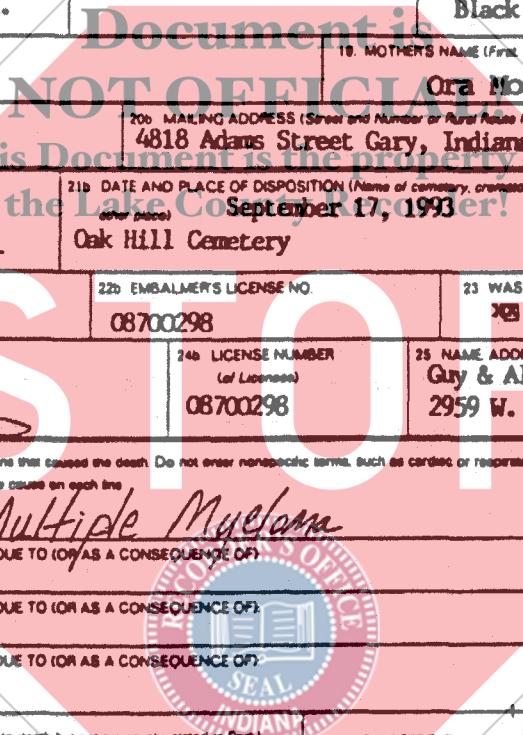 Black
Document is
18. MOTHER'S NAME (First
Ora Mo
NOT OFFICIAL!
20b MAILING ADDRESS (Street and Number or Rural Route
4818 Adams Street Gary, Indiana
is Document is the property
21b DATE AND PLACE OF DISPOSITION (Name of cemetery, cremato
other place) September 17, 1993
the Lake County Recorder!
Oak Hill Cemetery
22b EMBALMER'S LICENSE NO.
23 WAS
08700298
STOP
24b LICENSE NUMBER
(of Licensee)
08700298
25 NAME ADD
Guy & Al
2959 W.
that caused the death. Do not enter nonspecific terms, such as cardiac or respirat
cause on each line
Multiple Myeloma
DUE TO (OR AS A CONSEQUENCE OF):
DUE TO (OR AS A CONSEQUENCE OF):
DUE TO (OR AS A CONSEQUENCE OF):
RECORDER'S OFFICE
SEAL
INDIANA